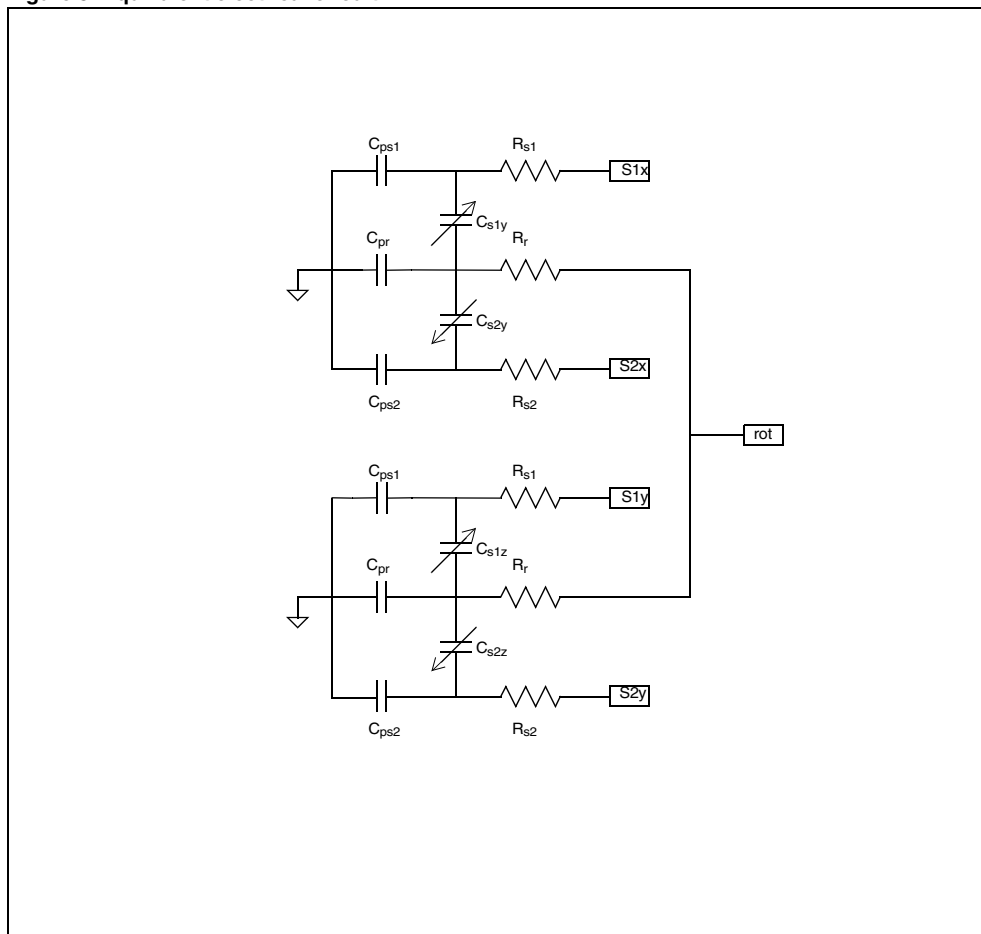 Cps1
Rs1
S1x
Cs1y
Cpr
Rr
Cs2y
S2x
Cps2
Rs2
rot
Cps1
Rs1
S1y
Cs1z
Cpr
Rr
Cs2z
S2y
Cps2
Rs2